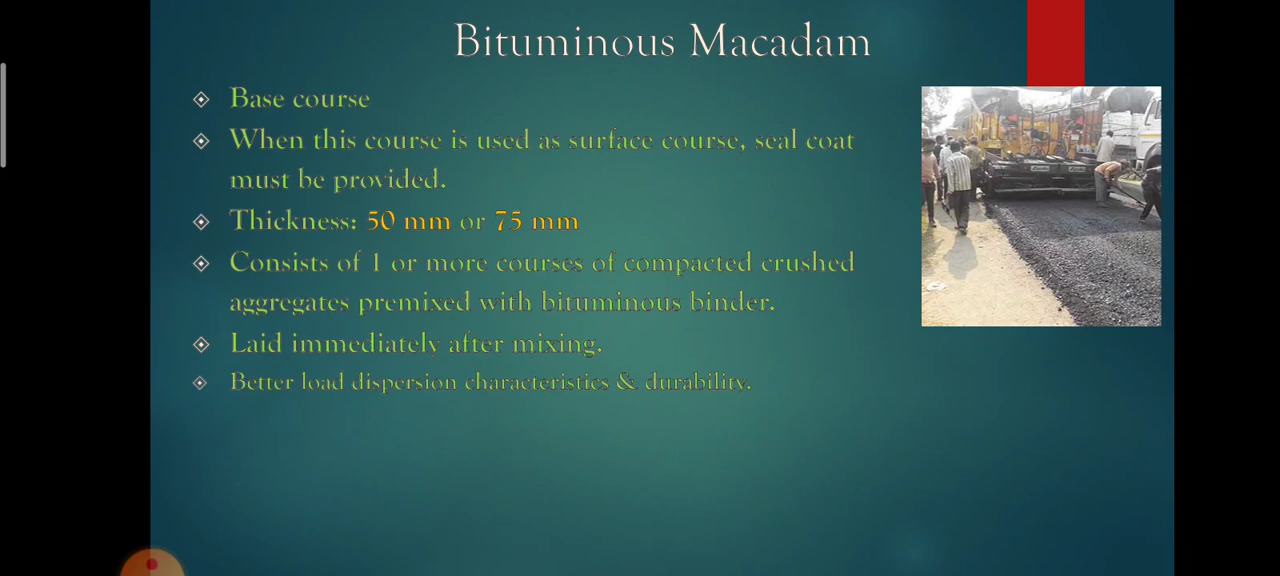 Bituminous Macadam
Base course
When this course is used as surface course, seal coat
must be provided.
Thickness: 50 mm or 75 mm
Consists of 1 or more courses of compacted crushed
aggregates premixed with bituminous binder.
Laid immediately after mixing.
Better load dispersion characteristics & durability.